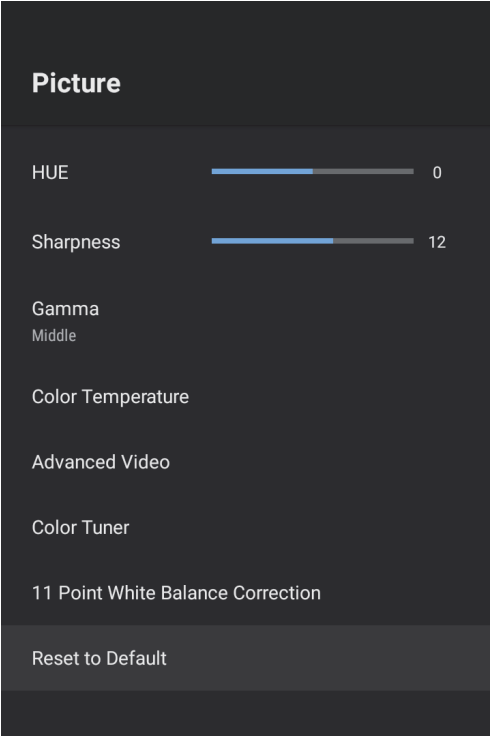 Picture
HUE 0
Sharpness 12
Gamma
Middle
Color Temperature
Advanced Video
Color Tuner
11 Point White Balance Correction
Reset to Default